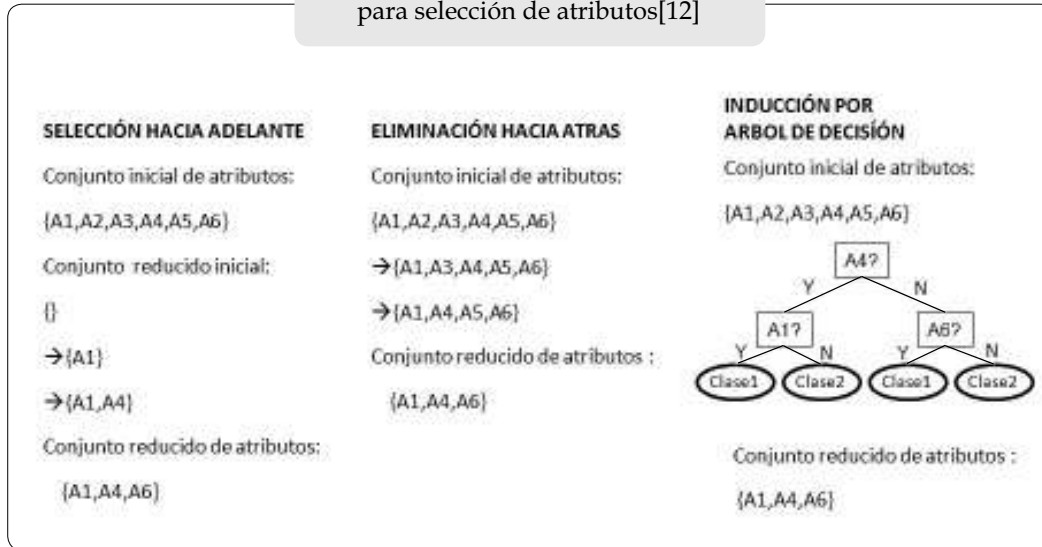 para selección de atributos[12]
SELECCIÓN HACIA ADELANTE
Conjunto inicial de atributos:
{A1,A2,A3,A4,A5,A6}
Conjunto reducido inicial:
{}
→{A1}
→{A1,A4}
Conjunto reducido de atributos:
{A1,A4,A6}
ELIMINACIÓN HACIA ATRAS
Conjunto inicial de atributos:
{A1,A2,A3,A4,A5,A6}
→{A1,A3,A4,A5,A6}
→{A1,A4,A5,A6}
Conjunto reducido de atributos :
{A1,A4,A6}
INDUCCIÓN POR
ARBOL DE DECISÍÓN
Conjunto inicial de atributos:
{A1,A2,A3,A4,A5,A6}
A4?
Y N
A1? A6?
Y N Y N
Clase1 Clase2 Clase1 Clase2
Conjunto reducido de atributos :
{A1,A4,A6}